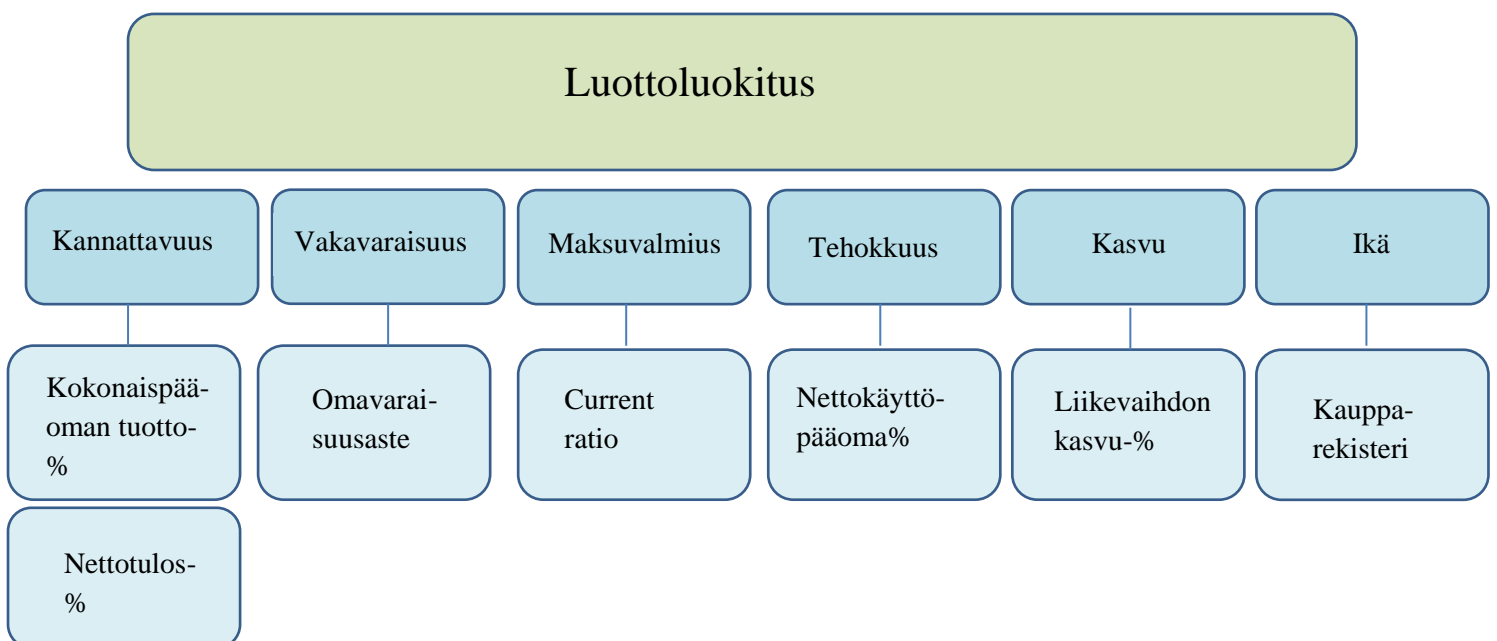 Luottoluokitus
Kannattavuus
Vakavaraisuus
Maksuvalmius
Tehokkuus
Kasvu
Ikä
Kokonaispää-
oman tuotto-
%
Omavarai-
suusaste
Current
ratio
Nettokäyttö-
pääoma%
Liikevaihdon
kasvu-%
Kauppa-
rekisteri
Nettotulos-
%